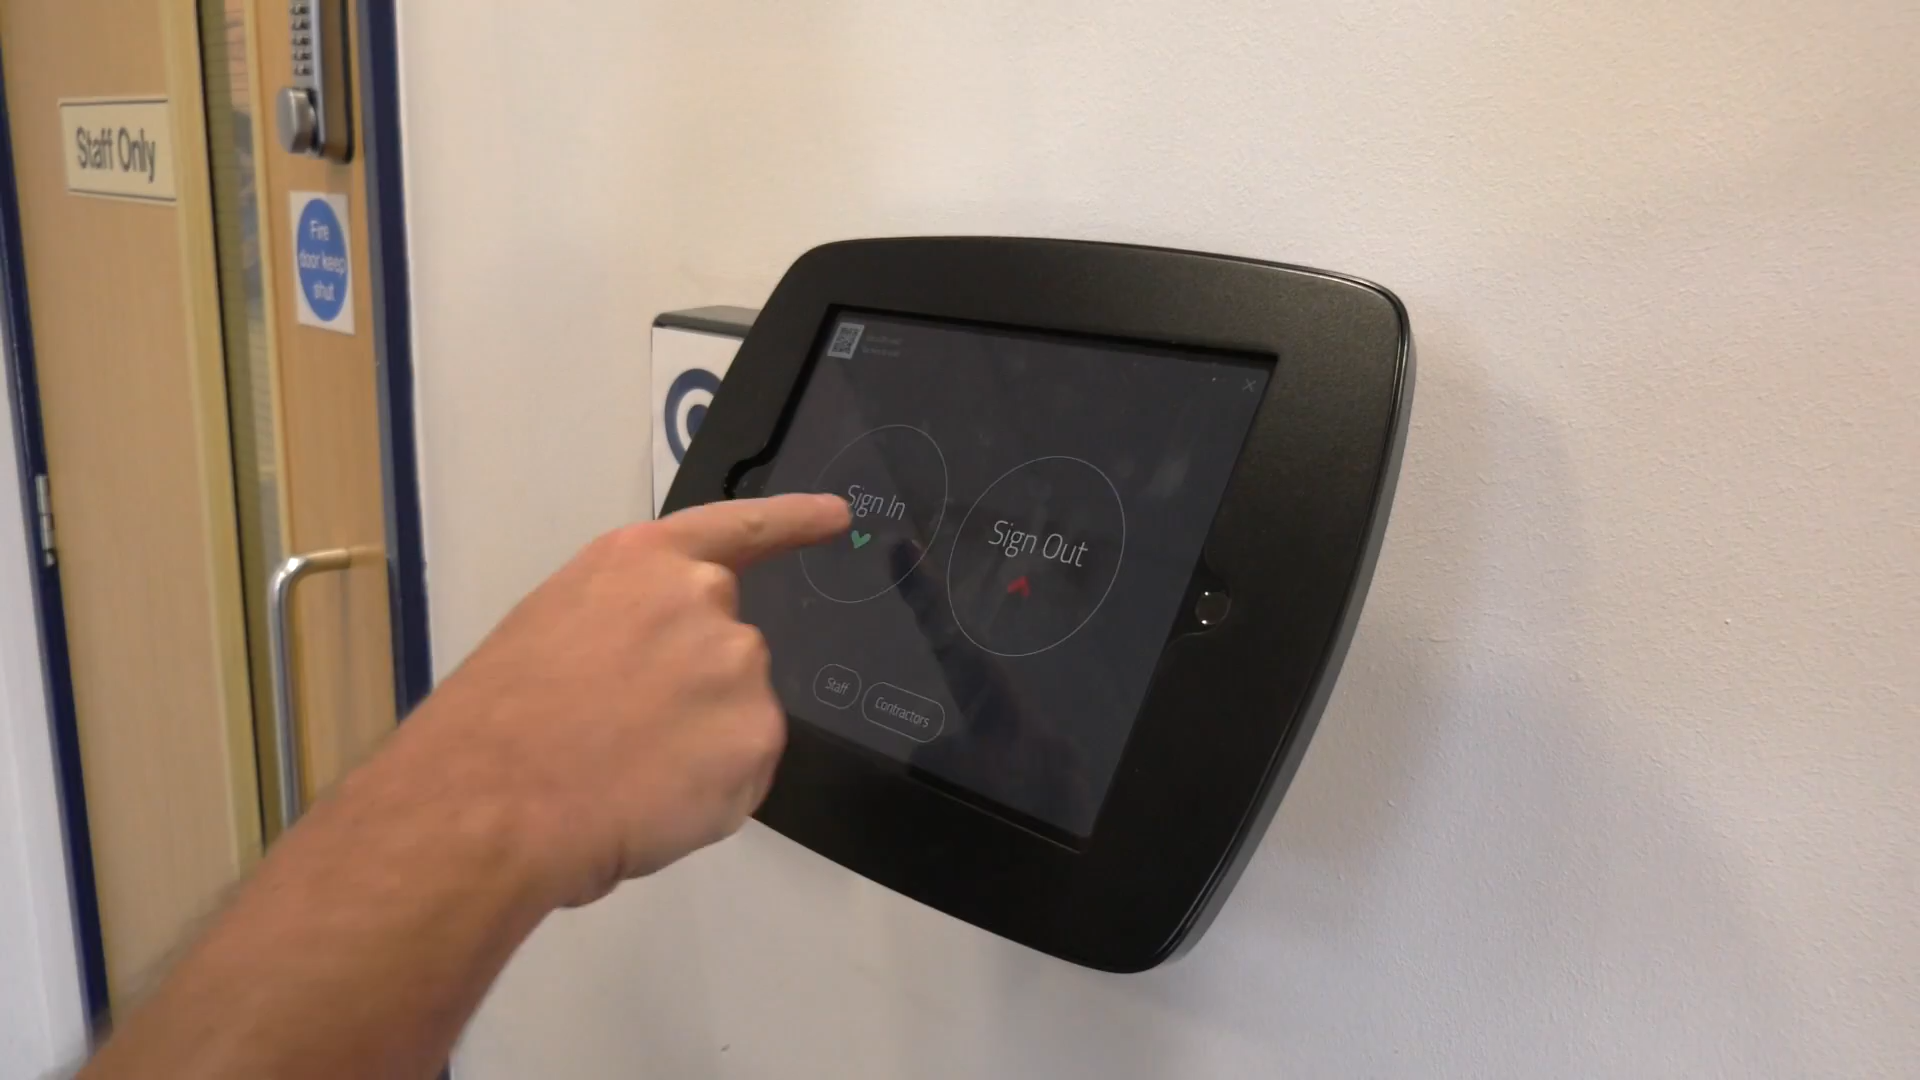 Staff Only
Fire
door keep
shut
Sign In
Sign Out
Staff
Contractors